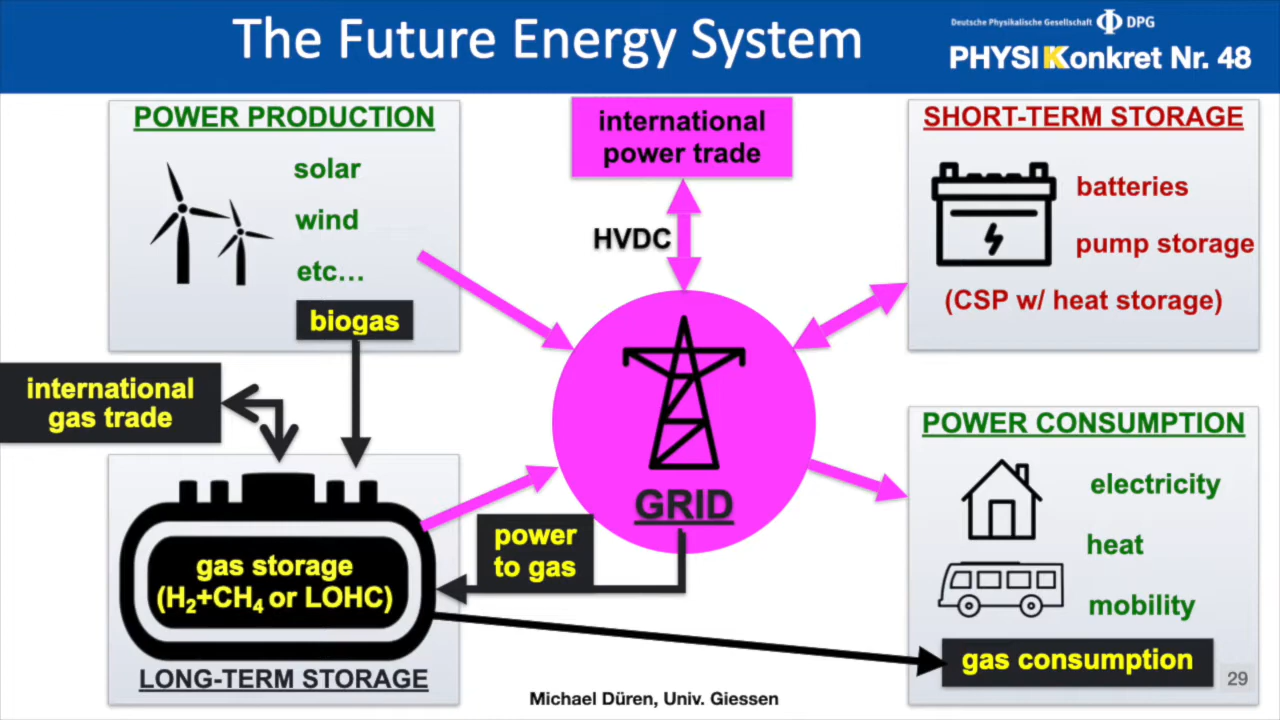 The Future Energy System
Deutsche Physikalische Gesellschaft DPG
PHYSIKonkret Nr. 48
POWER PRODUCTION
solar
wind
etc…
biogas
international
power trade
HVDC
SHORT-TERM STORAGE
batteries
pump storage
(CSP w/ heat storage)
international
gas trade
GRID
power
to gas
gas storage
(H₂+CH₄ or LOHC)
LONG-TERM STORAGE
POWER CONSUMPTION
electricity
heat
mobility
gas consumption
Michael Düren, Univ. Giessen
29